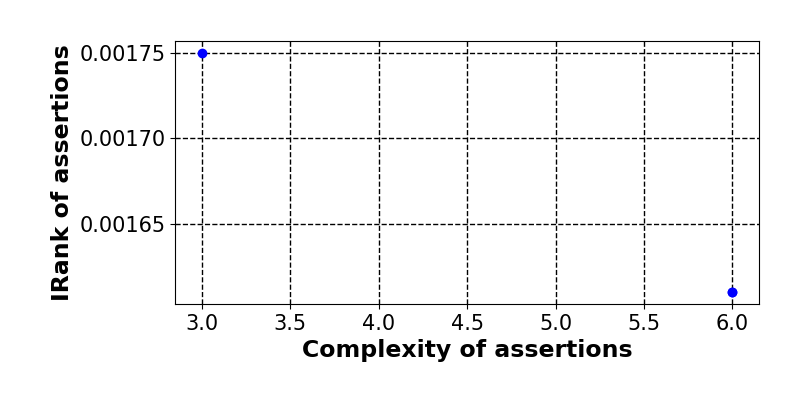 IRank of assertions
0.00175
0.00170
0.00165
3.0 3.5 4.0 4.5 5.0 5.5 6.0
Complexity of assertions